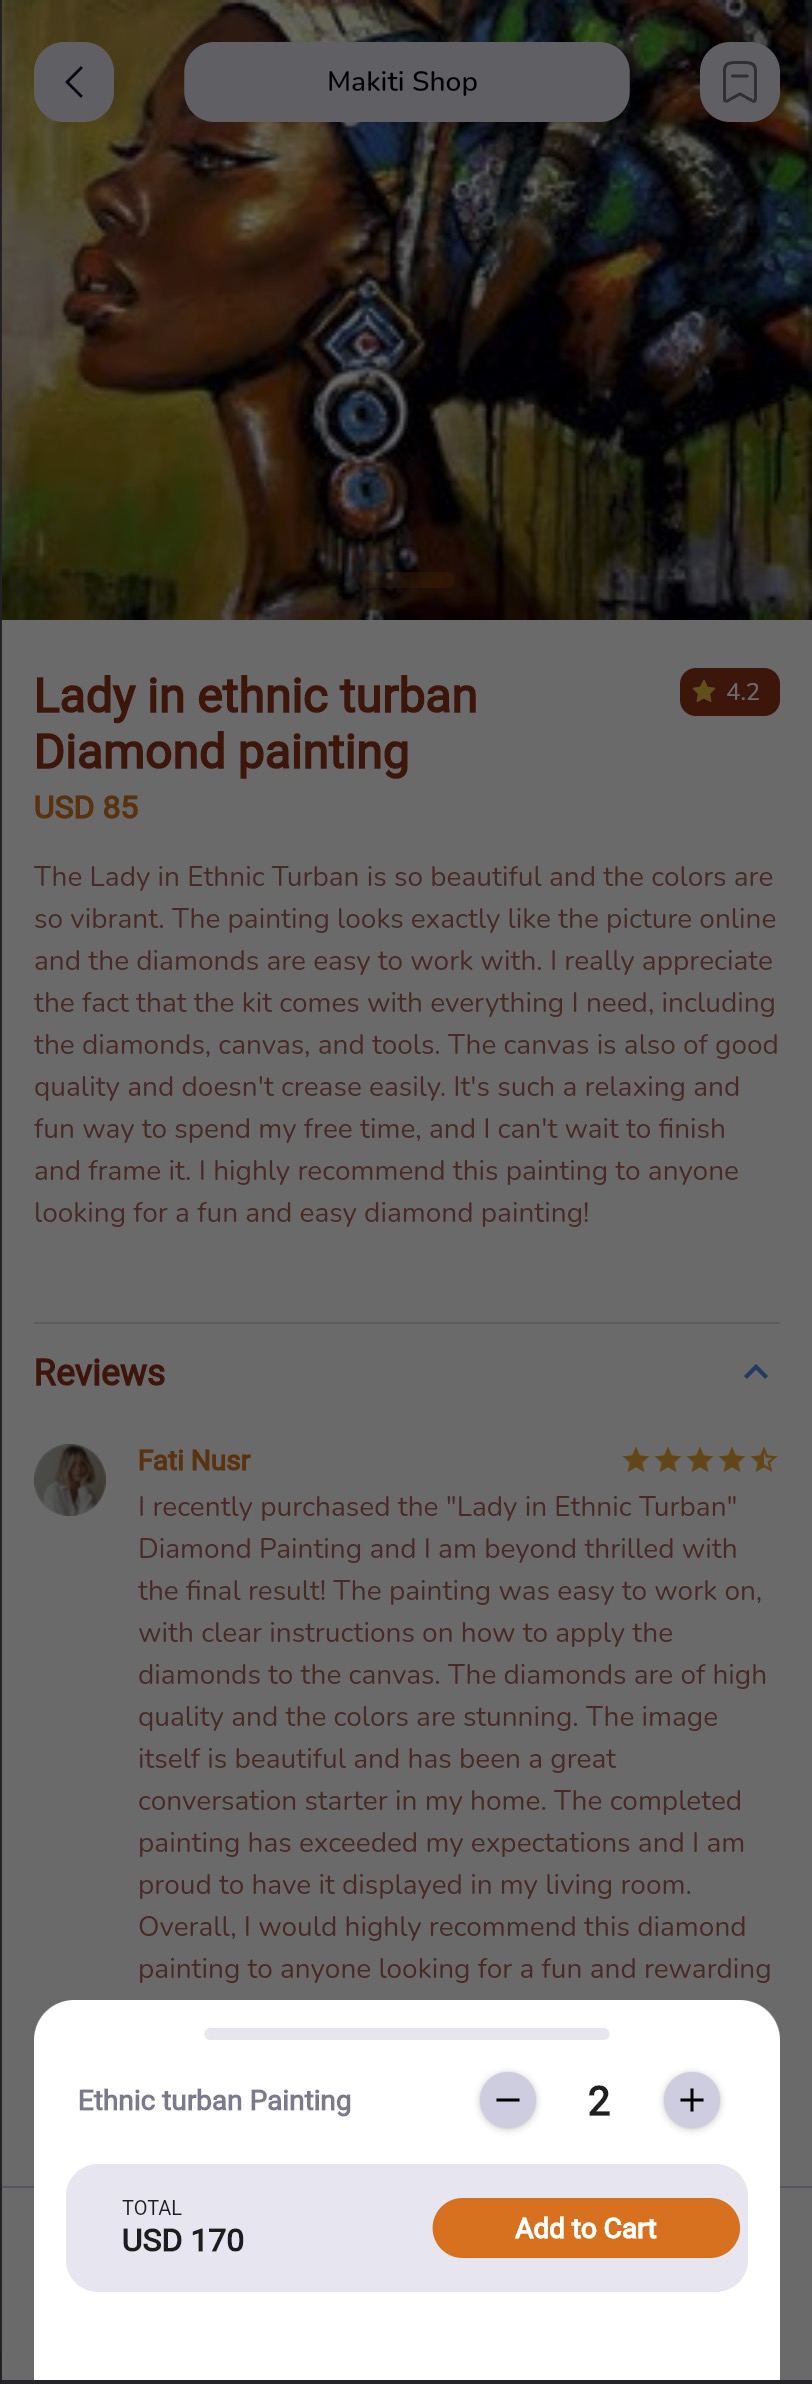 Makiti Shop
Lady in ethnic turban
Diamond painting
4.2
USD 85
The Lady in Ethnic Turban is so beautiful and the colors are
so vibrant. The painting looks exactly like the picture online
and the diamonds are easy to work with. I really appreciate
the fact that the kit comes with everything I need, including
the diamonds, canvas, and tools. The canvas is also of good
quality and doesn't crease easily. It's such a relaxing and
fun way to spend my free time, and I can't wait to finish
and frame it. I highly recommend this painting to anyone
looking for a fun and easy diamond painting!
Reviews
Fati Nusr
I recently purchased the "Lady in Ethnic Turban"
Diamond Painting and I am beyond thrilled with
the final result! The painting was easy to work on,
with clear instructions on how to apply the
diamonds to the canvas. The diamonds are of high
quality and the colors are stunning. The image
itself is beautiful and has been a great
conversation starter in my home. The completed
painting has exceeded my expectations and I am
proud to have it displayed in my living room.
Overall, I would highly recommend this diamond
painting to anyone looking for a fun and rewarding
Ethnic turban Painting
2
TOTAL
USD 170
Add to Cart